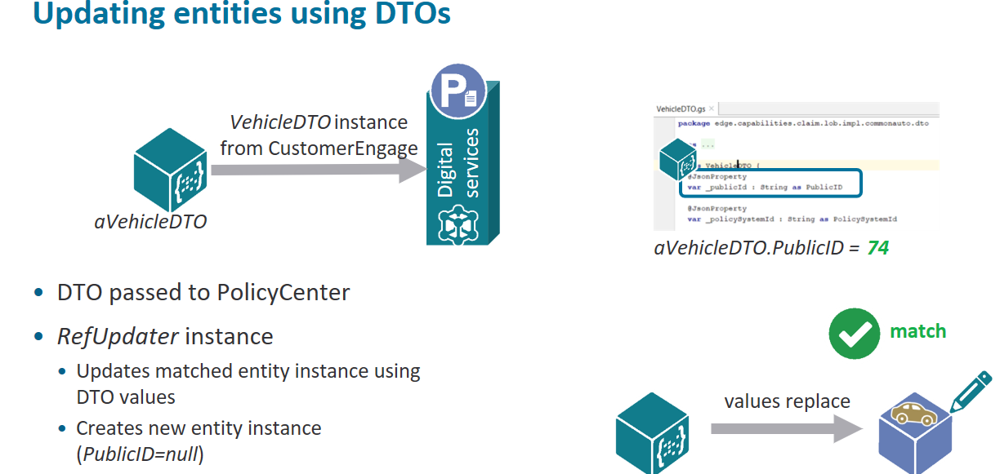 Updating entities using DTOs
VehicleDTO instance
from CustomerEngage
aVehicleDTO
P
Digital
services
VehicleDTO.gs
package edge.capabilities.claim.lob.impl.commonauto.dto
...
VehicleDTO {
@JsonProperty
var _publicId : String as PublicID
@JsonProperty
var _policySystemId : String as PolicySystemId
aVehicleDTO.PublicID = 74
• DTO passed to PolicyCenter
• RefUpdater instance
• Updates matched entity instance using
DTO values
• Creates new entity instance
(PublicID=null)
match
values replace